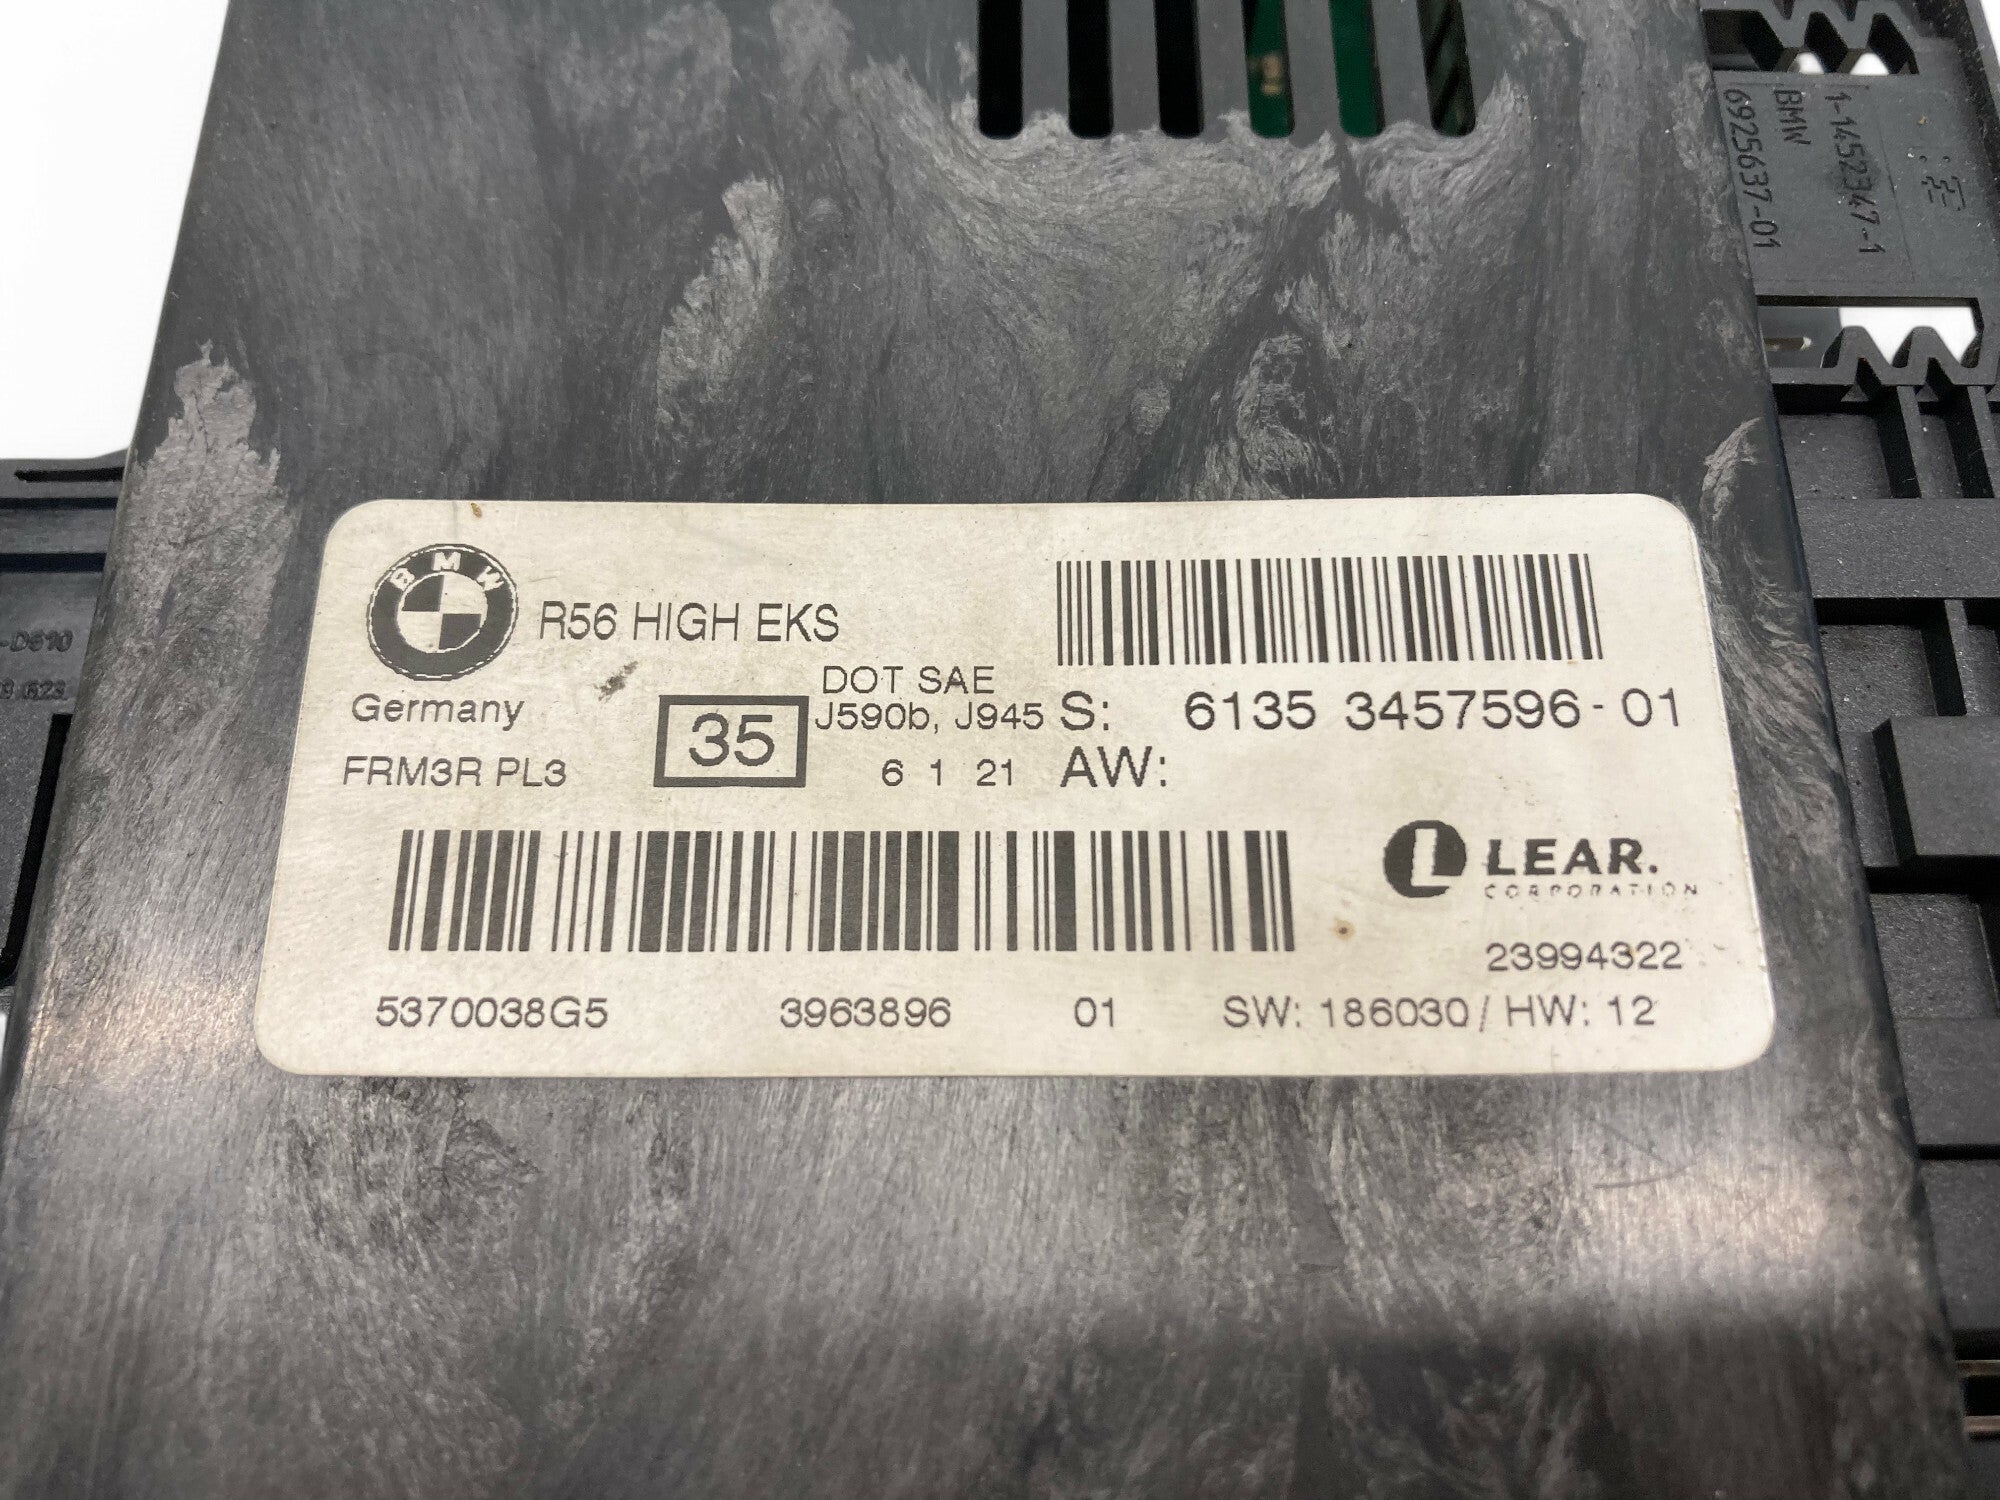 1-1452347-1
BMW
6925637-01
BMW
R56 HIGH EKS
Germany
35
DOT SAE
J590b, J945
S: 6135 3457596-01
FRM3R PL3
6 1 21
AW:
LEAR.
CORPORATION
23994322
5370038G5 3963896 01 SW: 186030 / HW: 12